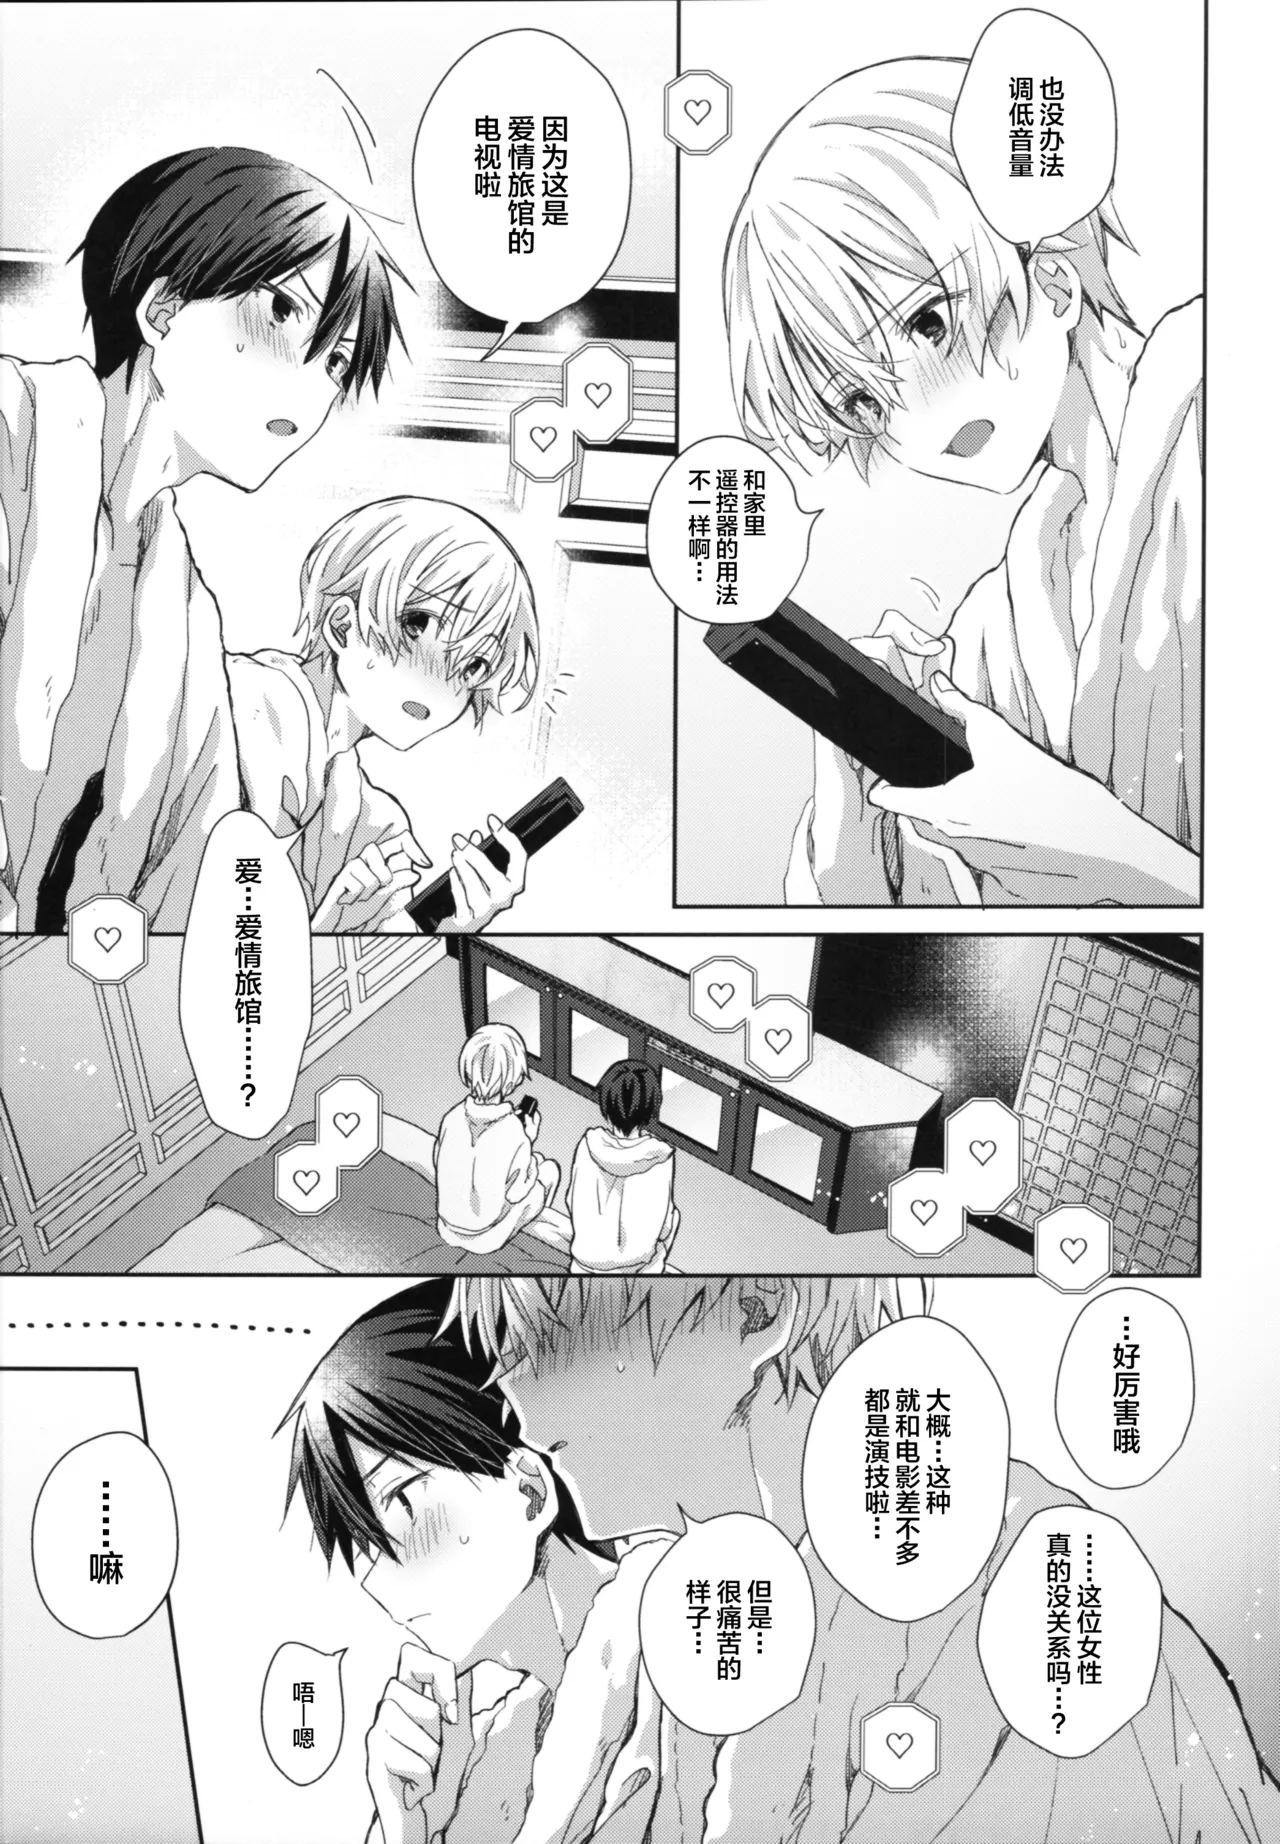 也没办法
调低音量
和家里
遥控器的用法
不一样啊…
因为这是
爱情旅馆的
电视啦
爱…爱情旅馆……?
…好厉害哦
……这位女性
真的没关系吗…?
大概…这种
就和电影差不多
都是演技啦…
但是…
很痛苦的
样子…
唔—嗯
……嘛